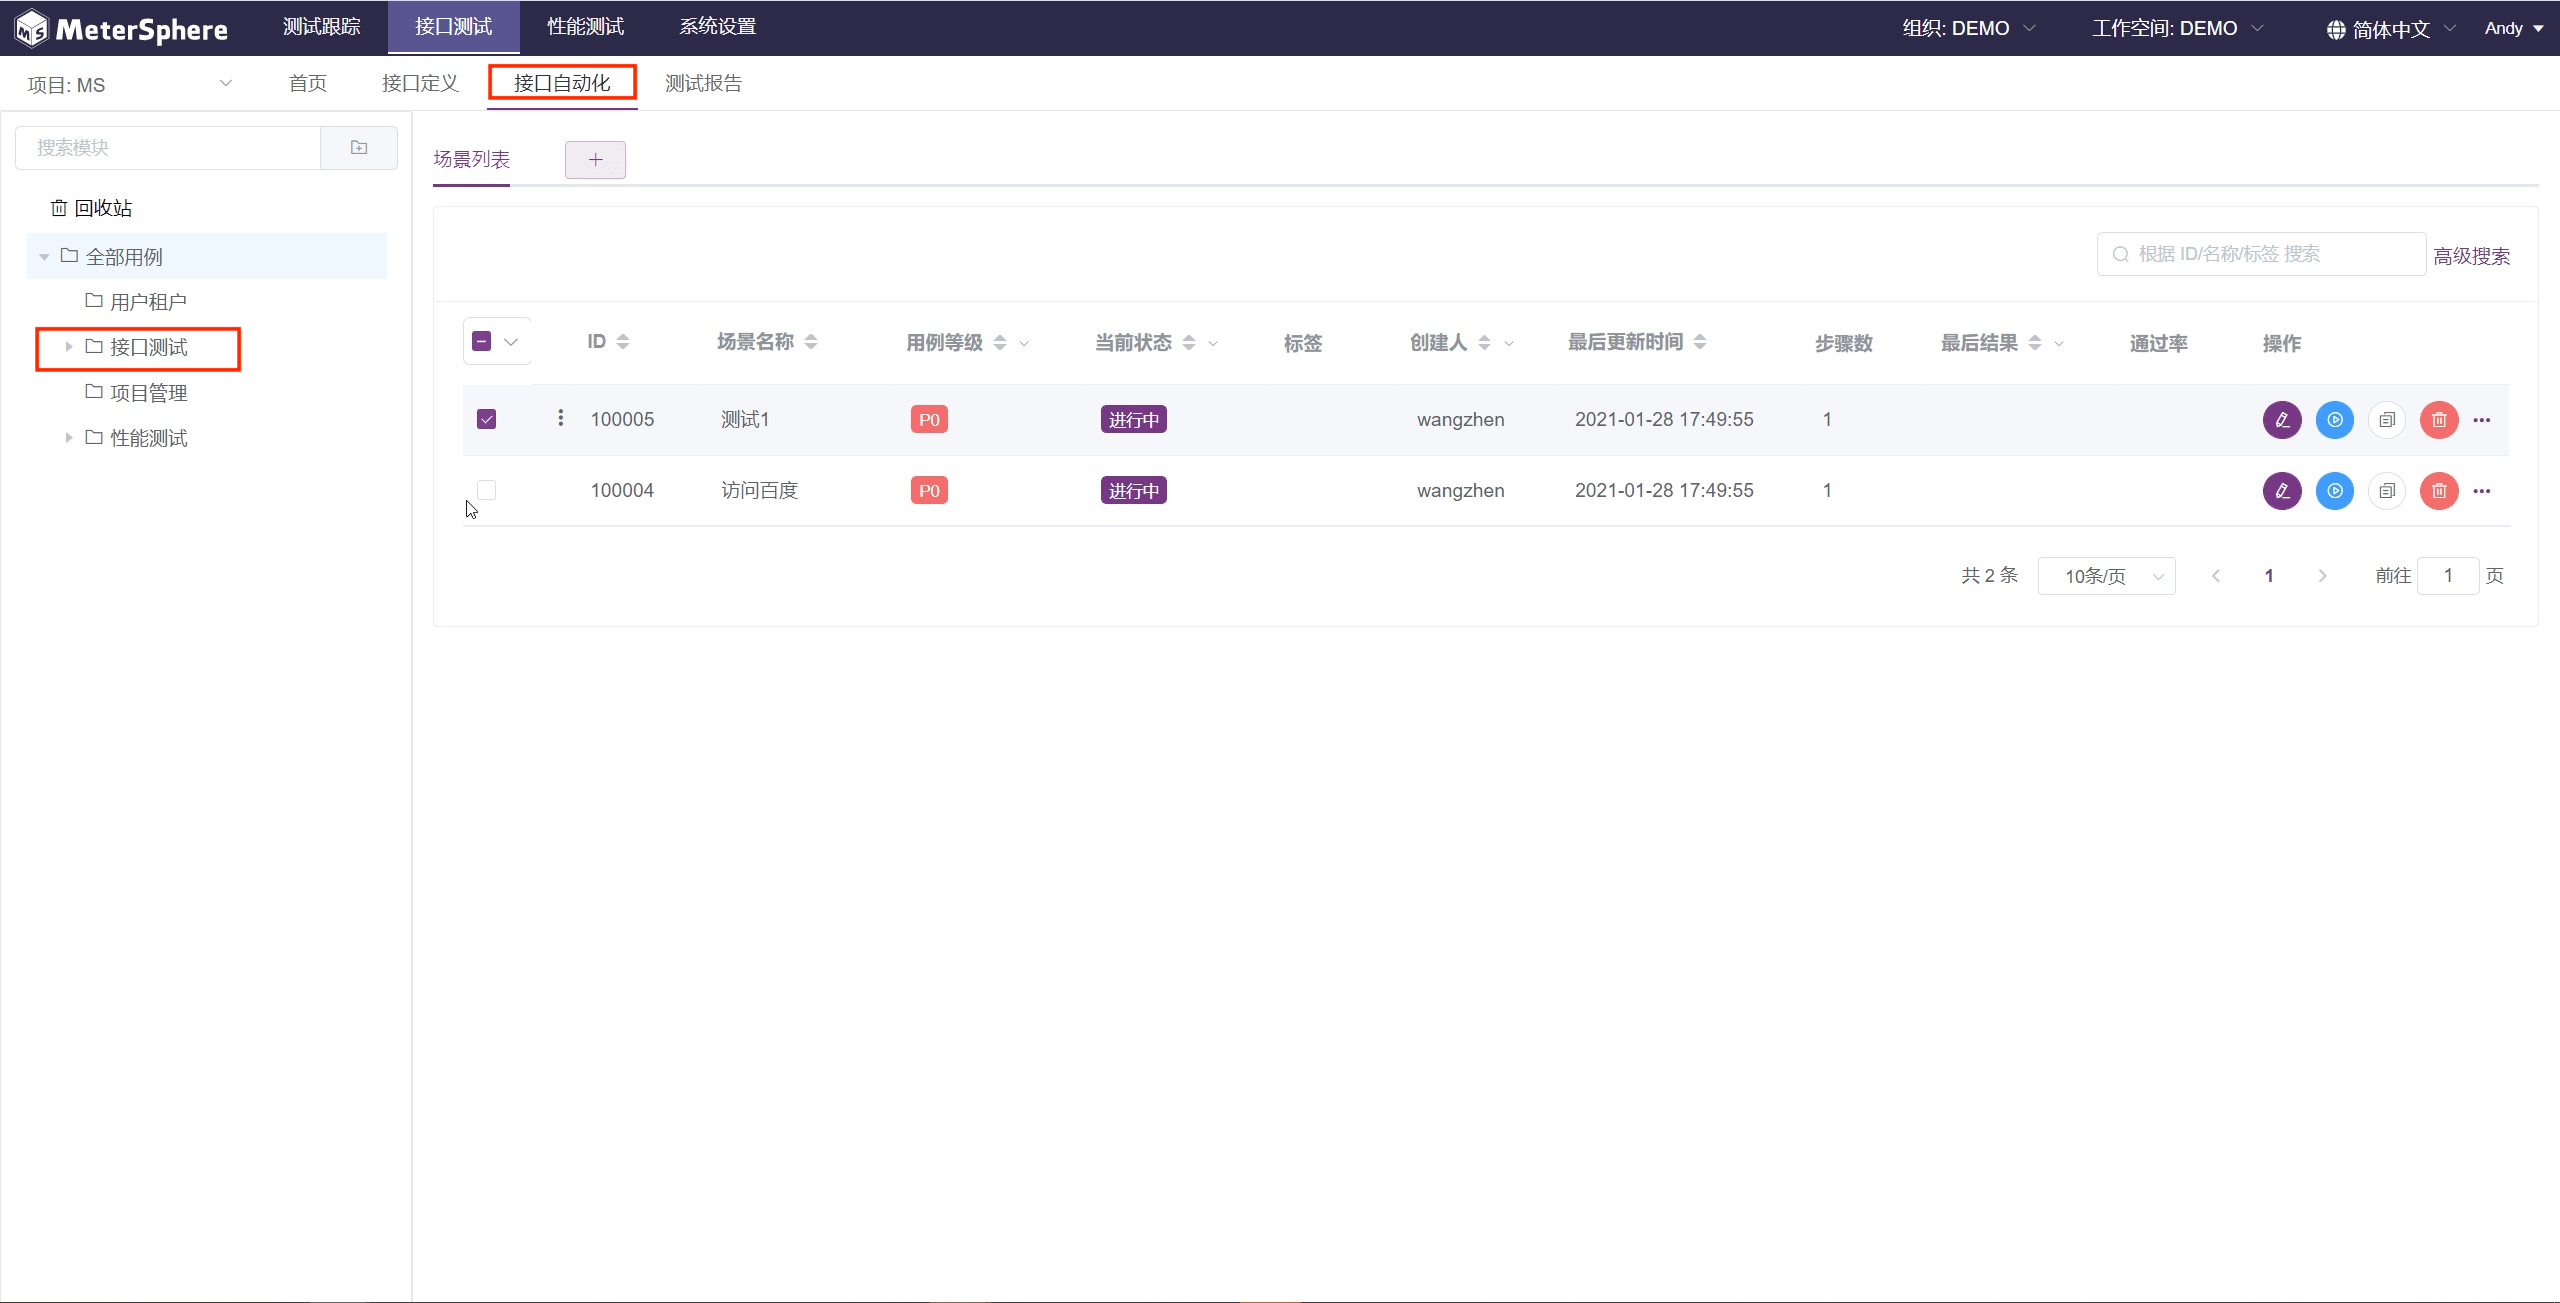 MeterSphere 测试跟踪 接口测试 性能测试 系统设置 组织: DEMO 工作空间: DEMO 简体中文 Andy
项目: MS 首页 接口定义 接口自动化 测试报告
搜索模块
回收站
全部用例
用户租户
接口测试
项目管理
性能测试
场景列表 +
根据 ID/名称/标签 搜索 高级搜索
ID 场景名称 用例等级 当前状态 标签 创建人 最后更新时间 步骤数 最后结果 通过率 操作
100005 测试1 P0 进行中 wangzhen 2021-01-28 17:49:55 1
100004 访问百度 P0 进行中 wangzhen 2021-01-28 17:49:55 1
共 2 条 10条/页 1 前往 1 页